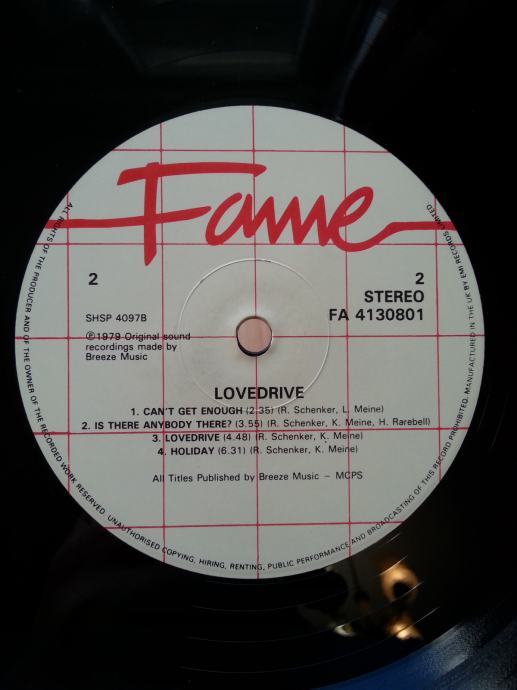 Fame
2
2
STEREO
SHSP 4097B
FA 4130801
℗1979 Original sound
recordings made by
Breeze Music
LOVEDRIVE
1. CAN'T GET ENOUGH (2.35) (R. Schenker, L. Meine)
2. IS THERE ANYBODY THERE? (3.55) (R. Schenker, K. Meine, H. Rarebell)
3. LOVEDRIVE (4.48) (R. Schenker, K. Meine)
4. HOLIDAY (6.31) (R. Schenker, K. Meine)
All Titles Published by Breeze Music – MCPS
ALL RIGHTS OF THE PRODUCER AND OF THE OWNER OF THE RECORDED WORK RESERVED. UNAUTHORISED COPYING, HIRING, RENTING, PUBLIC PERFORMANCE AND BROADCASTING OF THIS RECORD PROHIBITED. MANUFACTURED IN THE U.K. BY EMI RECORDS LIMITED